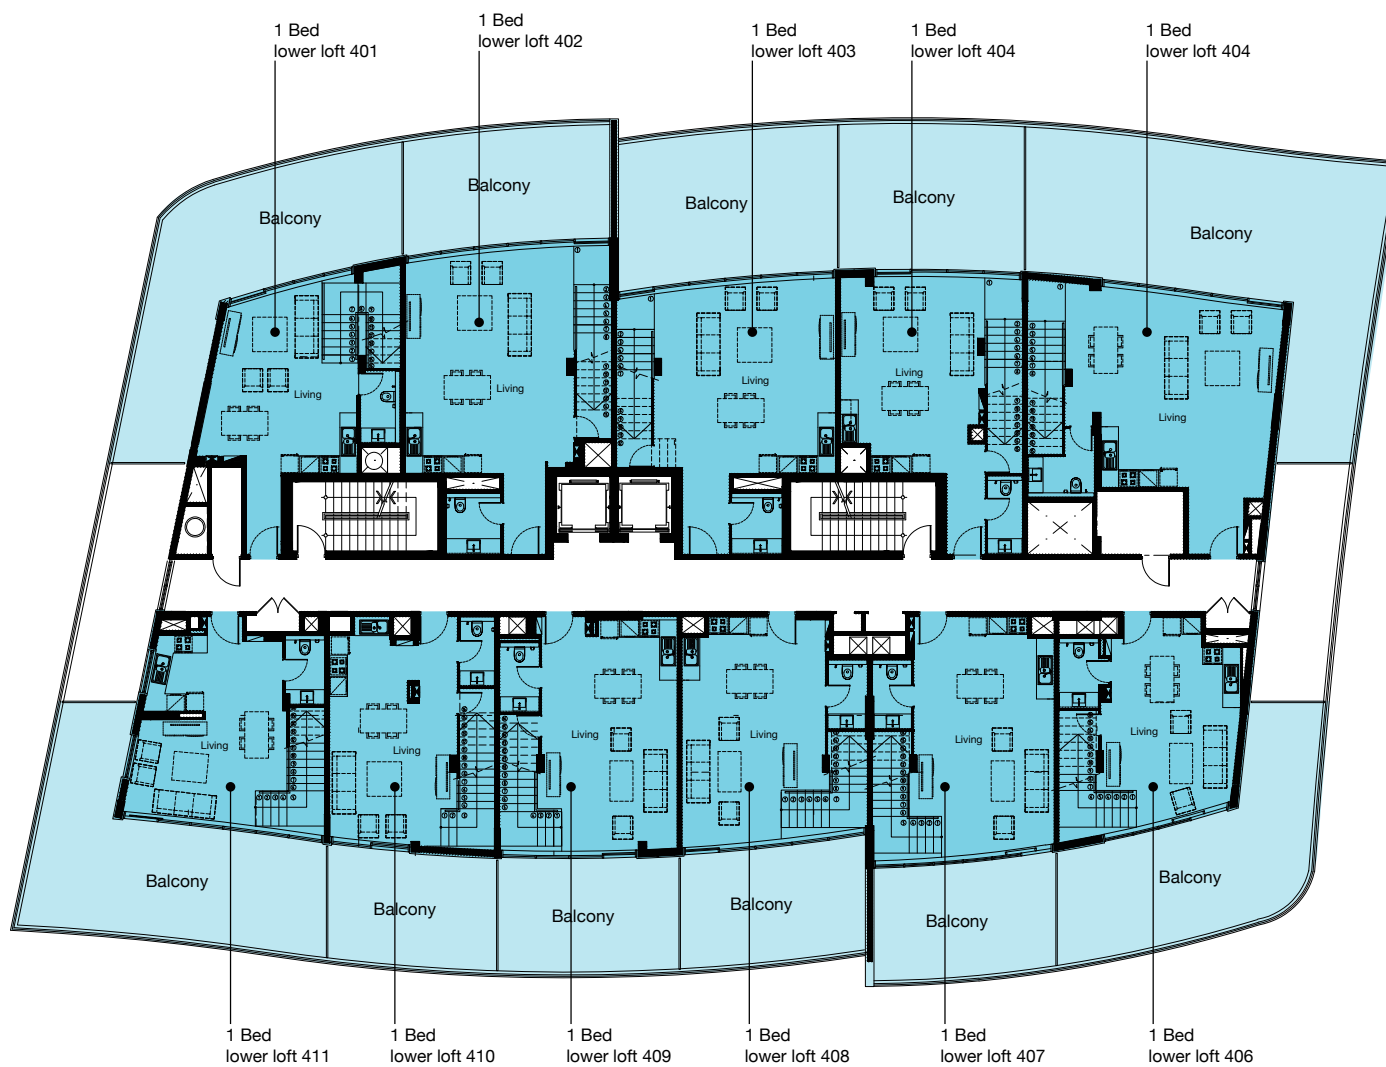 1 Bed
lower loft 401
1 Bed
lower loft 402
1 Bed
lower loft 403
1 Bed
lower loft 404
1 Bed
lower loft 404
Balcony
Balcony
Balcony
Balcony
Balcony
Living
Living
Living
Living
Living
Living
Living
Living
Living
Living
Living
Balcony
Balcony
Balcony
Balcony
Balcony
Balcony
1 Bed
lower loft 411
1 Bed
lower loft 410
1 Bed
lower loft 409
1 Bed
lower loft 408
1 Bed
lower loft 407
1 Bed
lower loft 406